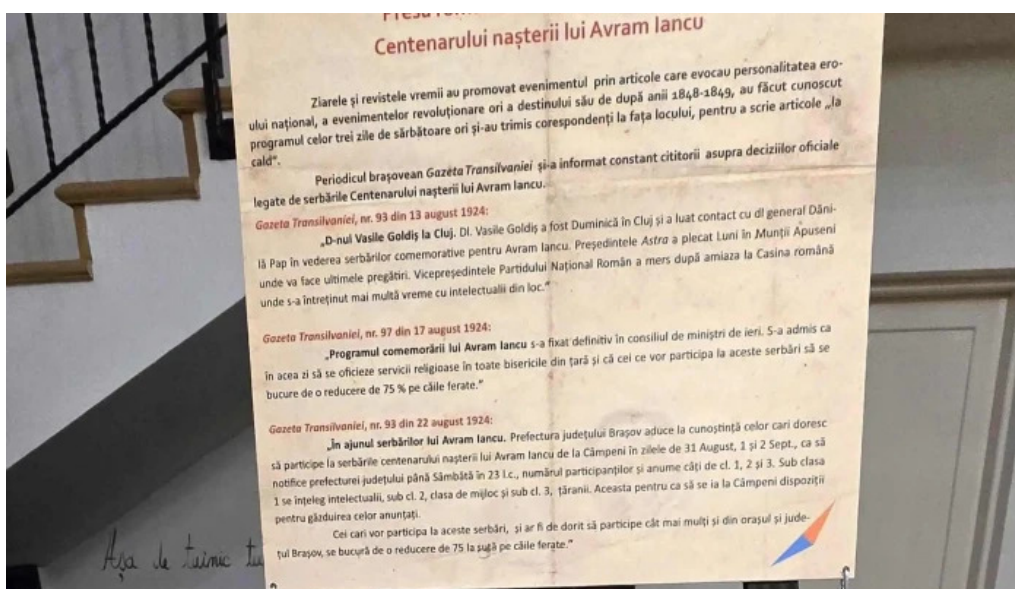 Centenarului nașterii lui Avram Iancu
Ziarele și revistele vremii au promovat evenimentul prin articole care evocau personalitatea ero-
ului național, a evenimentelor revoluționare ori a destinului său de după anii 1848-1849, au făcut cunoscut
programul celor trei zile de sărbătoare ori și-au trimis corespondenți la fața locului, pentru a scrie articole „la
cald“.
Periodicul brașovean Gazeta Transilvaniei și-a informat constant cititorii asupra deciziilor oficiale
legate de serbările Centenarului nașterii lui Avram Iancu.
Gazeta Transilvaniei, nr. 93 din 13 august 1924:
„D-nul Vasile Goldiș la Cluj. Dl. Vasile Goldiș a fost Duminică în Cluj și a luat contact cu dl general Dăni-
lă Pap în vederea serbărilor comemorative pentru Avram Iancu. Președintele Astra a plecat Luni în Munții Apuseni
unde va face ultimele pregătiri. Vicepreședintele Partidului Național Român a mers după amiaza la Casina română
unde s-a întreținut mai multă vreme cu intelectualii din loc.“
Gazeta Transilvaniei, nr. 97 din 17 august 1924:
„Programul comemorării lui Avram Iancu s-a fixat definitiv în consiliul de miniștri de ieri. S-a admis ca
în acea zi să se oficieze servicii religioase în toate bisericile din țară și că cei ce vor participa la aceste serbări să se
bucure de o reducere de 75 % pe căile ferate.“
Gazeta Transilvaniei, nr. 93 din 22 august 1924:
„În ajunul serbărilor lui Avram Iancu. Prefectura județului Brașov aduce la cunoștință celor cari doresc
să participe la serbările centenarului nașterii lui Avram Iancu de la Câmpeni în zilele de 31 August, 1 și 2 Sept., ca să
notifice prefecturei județului până Sâmbătă în 23 l.c., numărul participanților și anume câți de cl. 1, 2 și 3. Sub clasa
1 se înțeleg intelectualii, sub cl. 2, clasa de mijloc și sub cl. 3, țăranii. Aceasta pentru ca să se ia la Câmpeni dispoziții
pentru găzduirea celor anunțați.
Cei cari vor participa la aceste serbări, și ar fi de dorit să participe cât mai mulți și din orașul și jude-
țul Brașov, se bucură de o reducere de 75 la sută pe căile ferate.“
Așa de